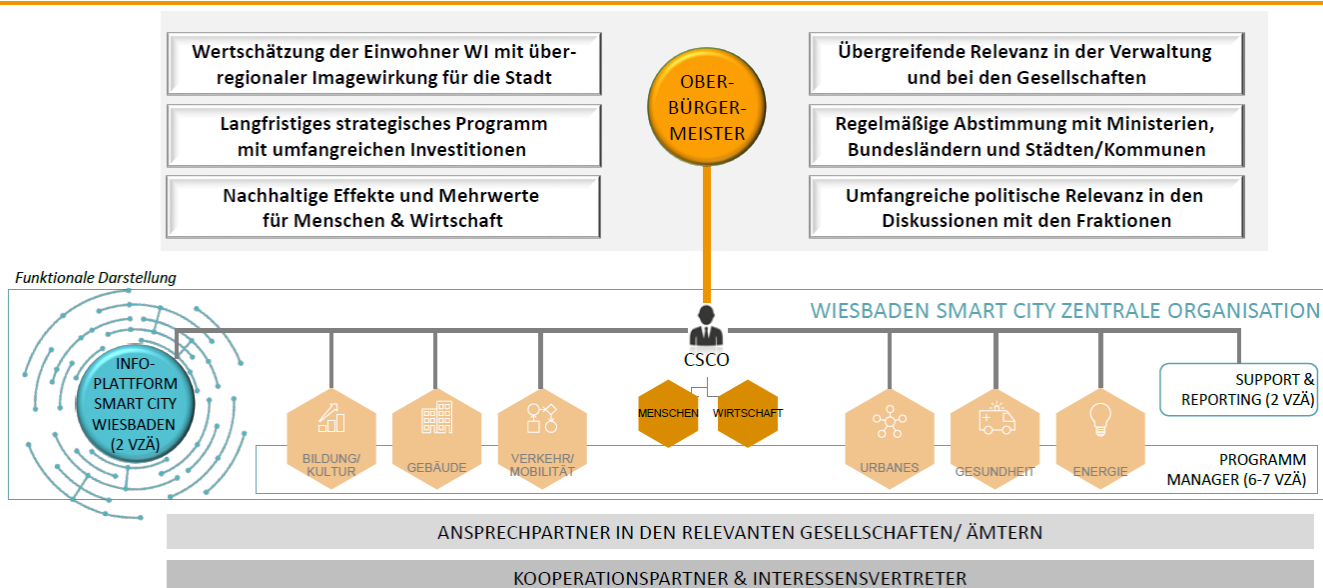 Wertschätzung der Einwohner WI mit über-
regionaler Imagewirkung für die Stadt
Langfristiges strategisches Programm
mit umfangreichen Investitionen
Nachhaltige Effekte und Mehrwerte
für Menschen & Wirtschaft
OBER-
BÜRGER-
MEISTER
Übergreifende Relevanz in der Verwaltung
und bei den Gesellschaften
Regelmäßige Abstimmung mit Ministerien,
Bundesländern und Städten/Kommunen
Umfangreiche politische Relevanz in den
Diskussionen mit den Fraktionen
Funktionale Darstellung
WIESBADEN SMART CITY ZENTRALE ORGANISATION
INFO-
PLATTFORM
SMART CITY
WIESBADEN
(2 VZÄ)
BILDUNG/
KULTUR
GEBÄUDE
VERKEHR/
MOBILITÄT
CSCO
MENSCHEN
WIRTSCHAFT
URBANES
GESUNDHEIT
ENERGIE
SUPPORT &
REPORTING (2 VZÄ)
PROGRAMM
MANAGER (6-7 VZÄ)
ANSPRECHPARTNER IN DEN RELEVANTEN GESELLSCHAFTEN/ ÄMTERN
KOOPERATIONSPARTNER & INTERESSENSVERTRETER